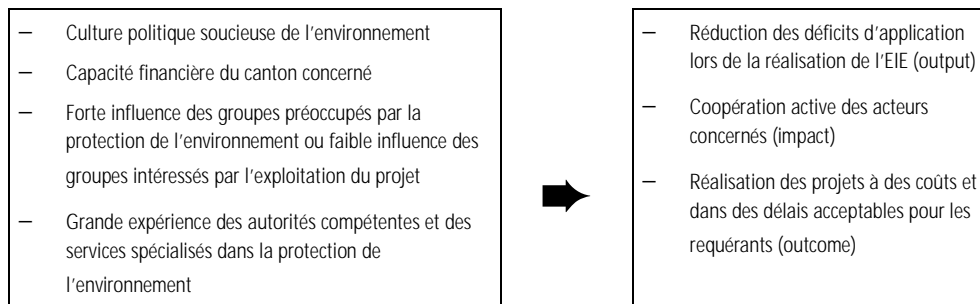 – Culture politique soucieuse de l'environnement
– Capacité financière du canton concerné
– Forte influence des groupes préoccupés par la
protection de l'environnement ou faible influence des
groupes intéressés par l'exploitation du projet
– Grande expérience des autorités compétentes et des
services spécialisés dans la protection de
l'environnement
– Réduction des déficits d'application
lors de la réalisation de l'EIE (output)
– Coopération active des acteurs
concernés (impact)
– Réalisation des projets à des coûts et
dans des délais acceptables pour les
requérants (outcome)